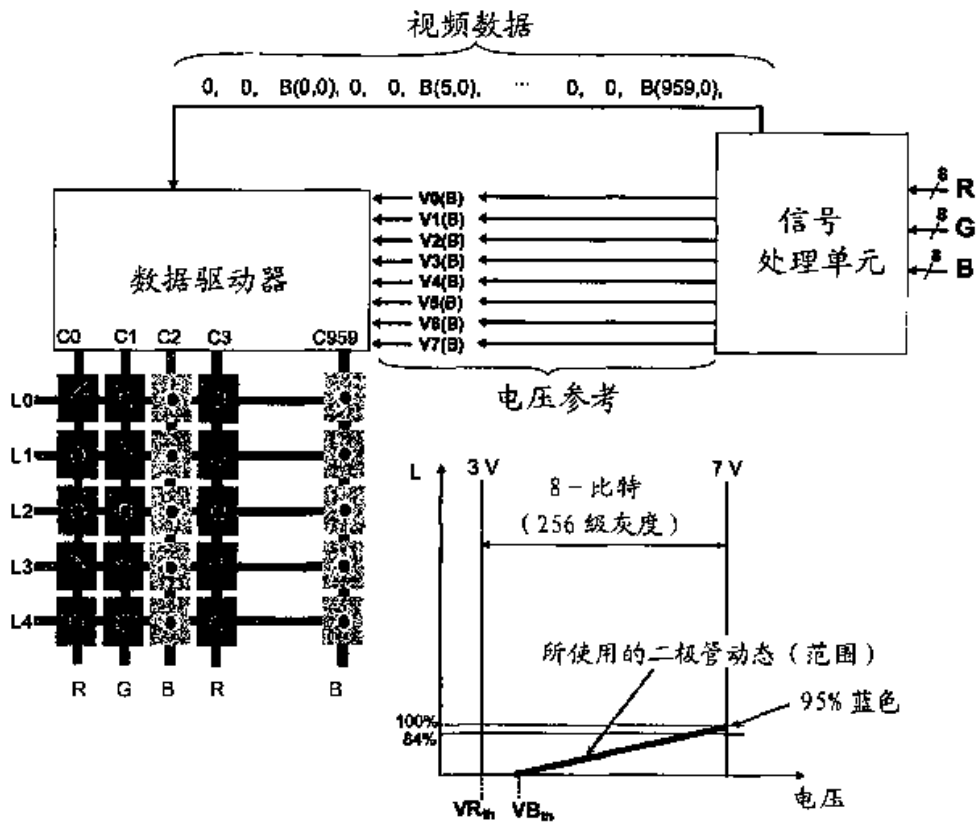 视频数据
0, 0, B(0,0), 0, 0, B(5,0), ... 0, 0, B(959,0),
信号
处理单元
8 R
8 G
8 B
V0(B)
V1(B)
V2(B)
V3(B)
V4(B)
V5(B)
V6(B)
V7(B)
电压参考
数据驱动器
C0 C1 C2 C3 C959
L0
L1
L2
L3
L4
R G B R B
L 3 V 7 V
8-比特
(256 级灰度)
所使用的二极管动态(范围)
95% 蓝色
100%
84%
VRth VBth
电压